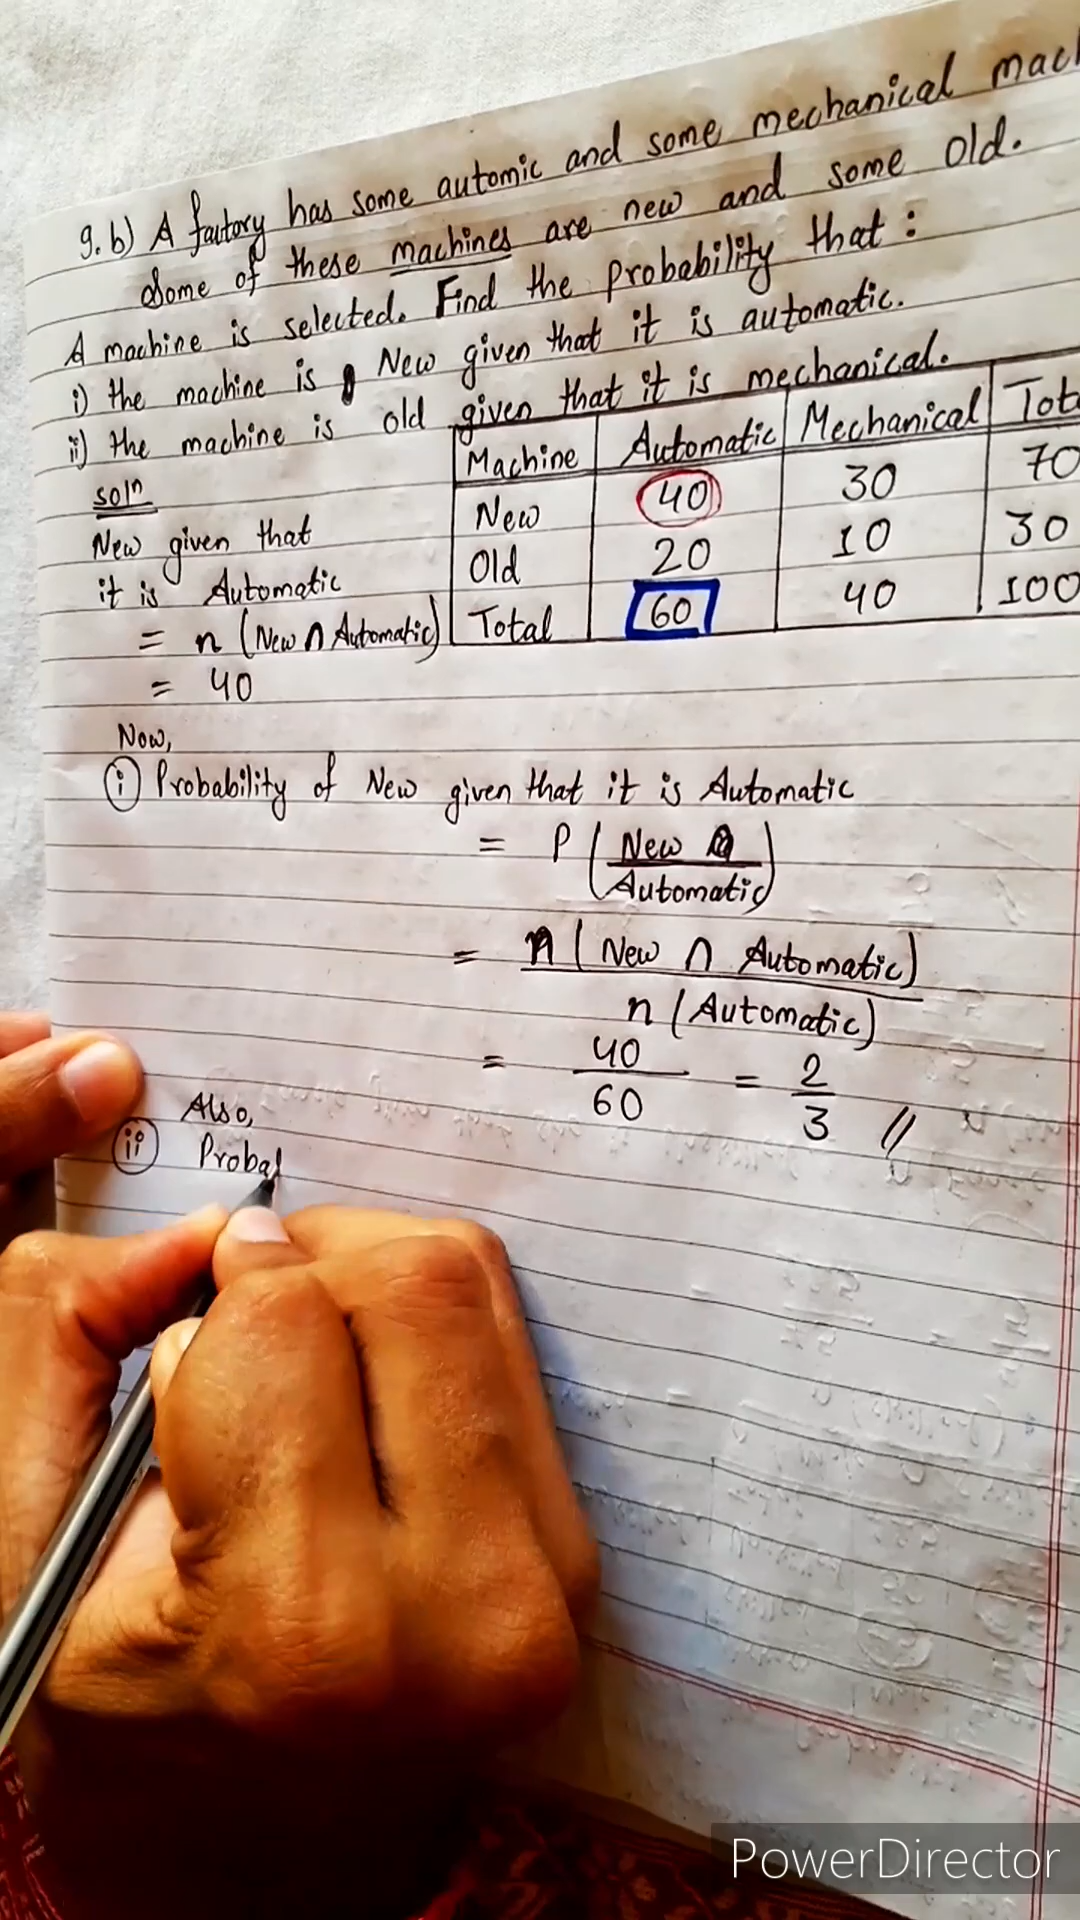 9. b) A factory has some automic and some mechanical mach
Some of these machines are new and some old.
A machine is selected. Find the probability that :
i) the machine is New given that it is automatic.
ii) the machine is old given that it is mechanical.
Machine Automatic Mechanical Tota
New 40 30 70
Old 20 10 30
Total 60 40 100
soln
New given that
it is Automatic
= n (New ∩ Automatic)
= 40
Now,
i Probability of New given that it is Automatic
= P (New / Automatic)
= n (New ∩ Automatic)
n (Automatic)
= 40/60 = 2/3 //
Also,
ii Probab
PowerDirector